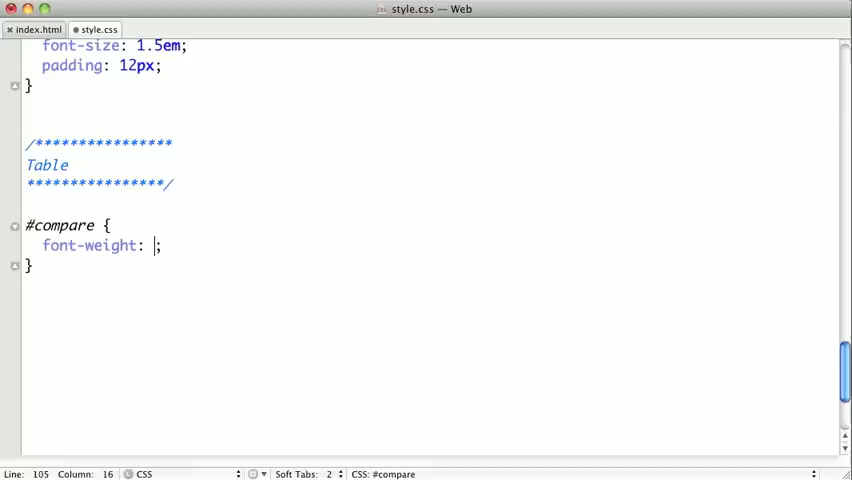 style.css — Web
index.html
style.css
font-size: 1.5em;
padding: 12px;
}
/****************
Table
****************/
#compare {
font-weight: ;
}
Line: 105 Column: 16 CSS Soft Tabs: 2 CSS: #compare